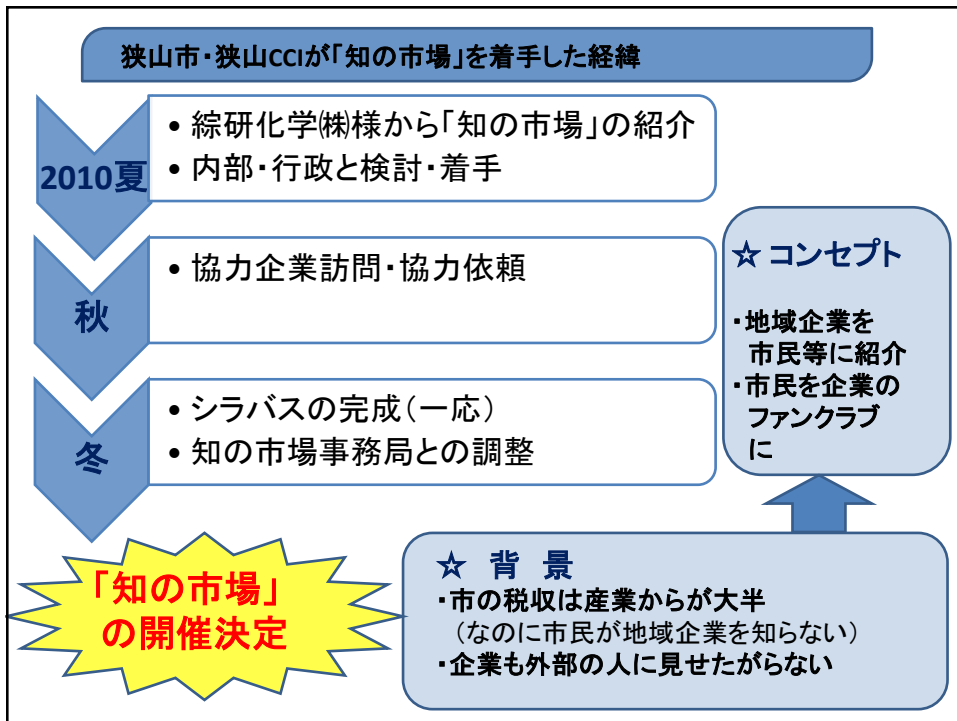 狭山市・狭山CCIが「知の市場」を着手した経緯
2010夏
• 綜研化学㈱様から「知の市場」の紹介
• 内部・行政と検討・着手
秋
• 協力企業訪問・協力依頼
冬
• シラバスの完成（一応）
• 知の市場事務局との調整
「知の市場」
の開催決定
☆ コンセプト
・地域企業を
市民等に紹介
・市民を企業の
ファンクラブ
に
☆ 背 景
・市の税収は産業からが大半
（なのに市民が地域企業を知らない）
・企業も外部の人に見せたがらない